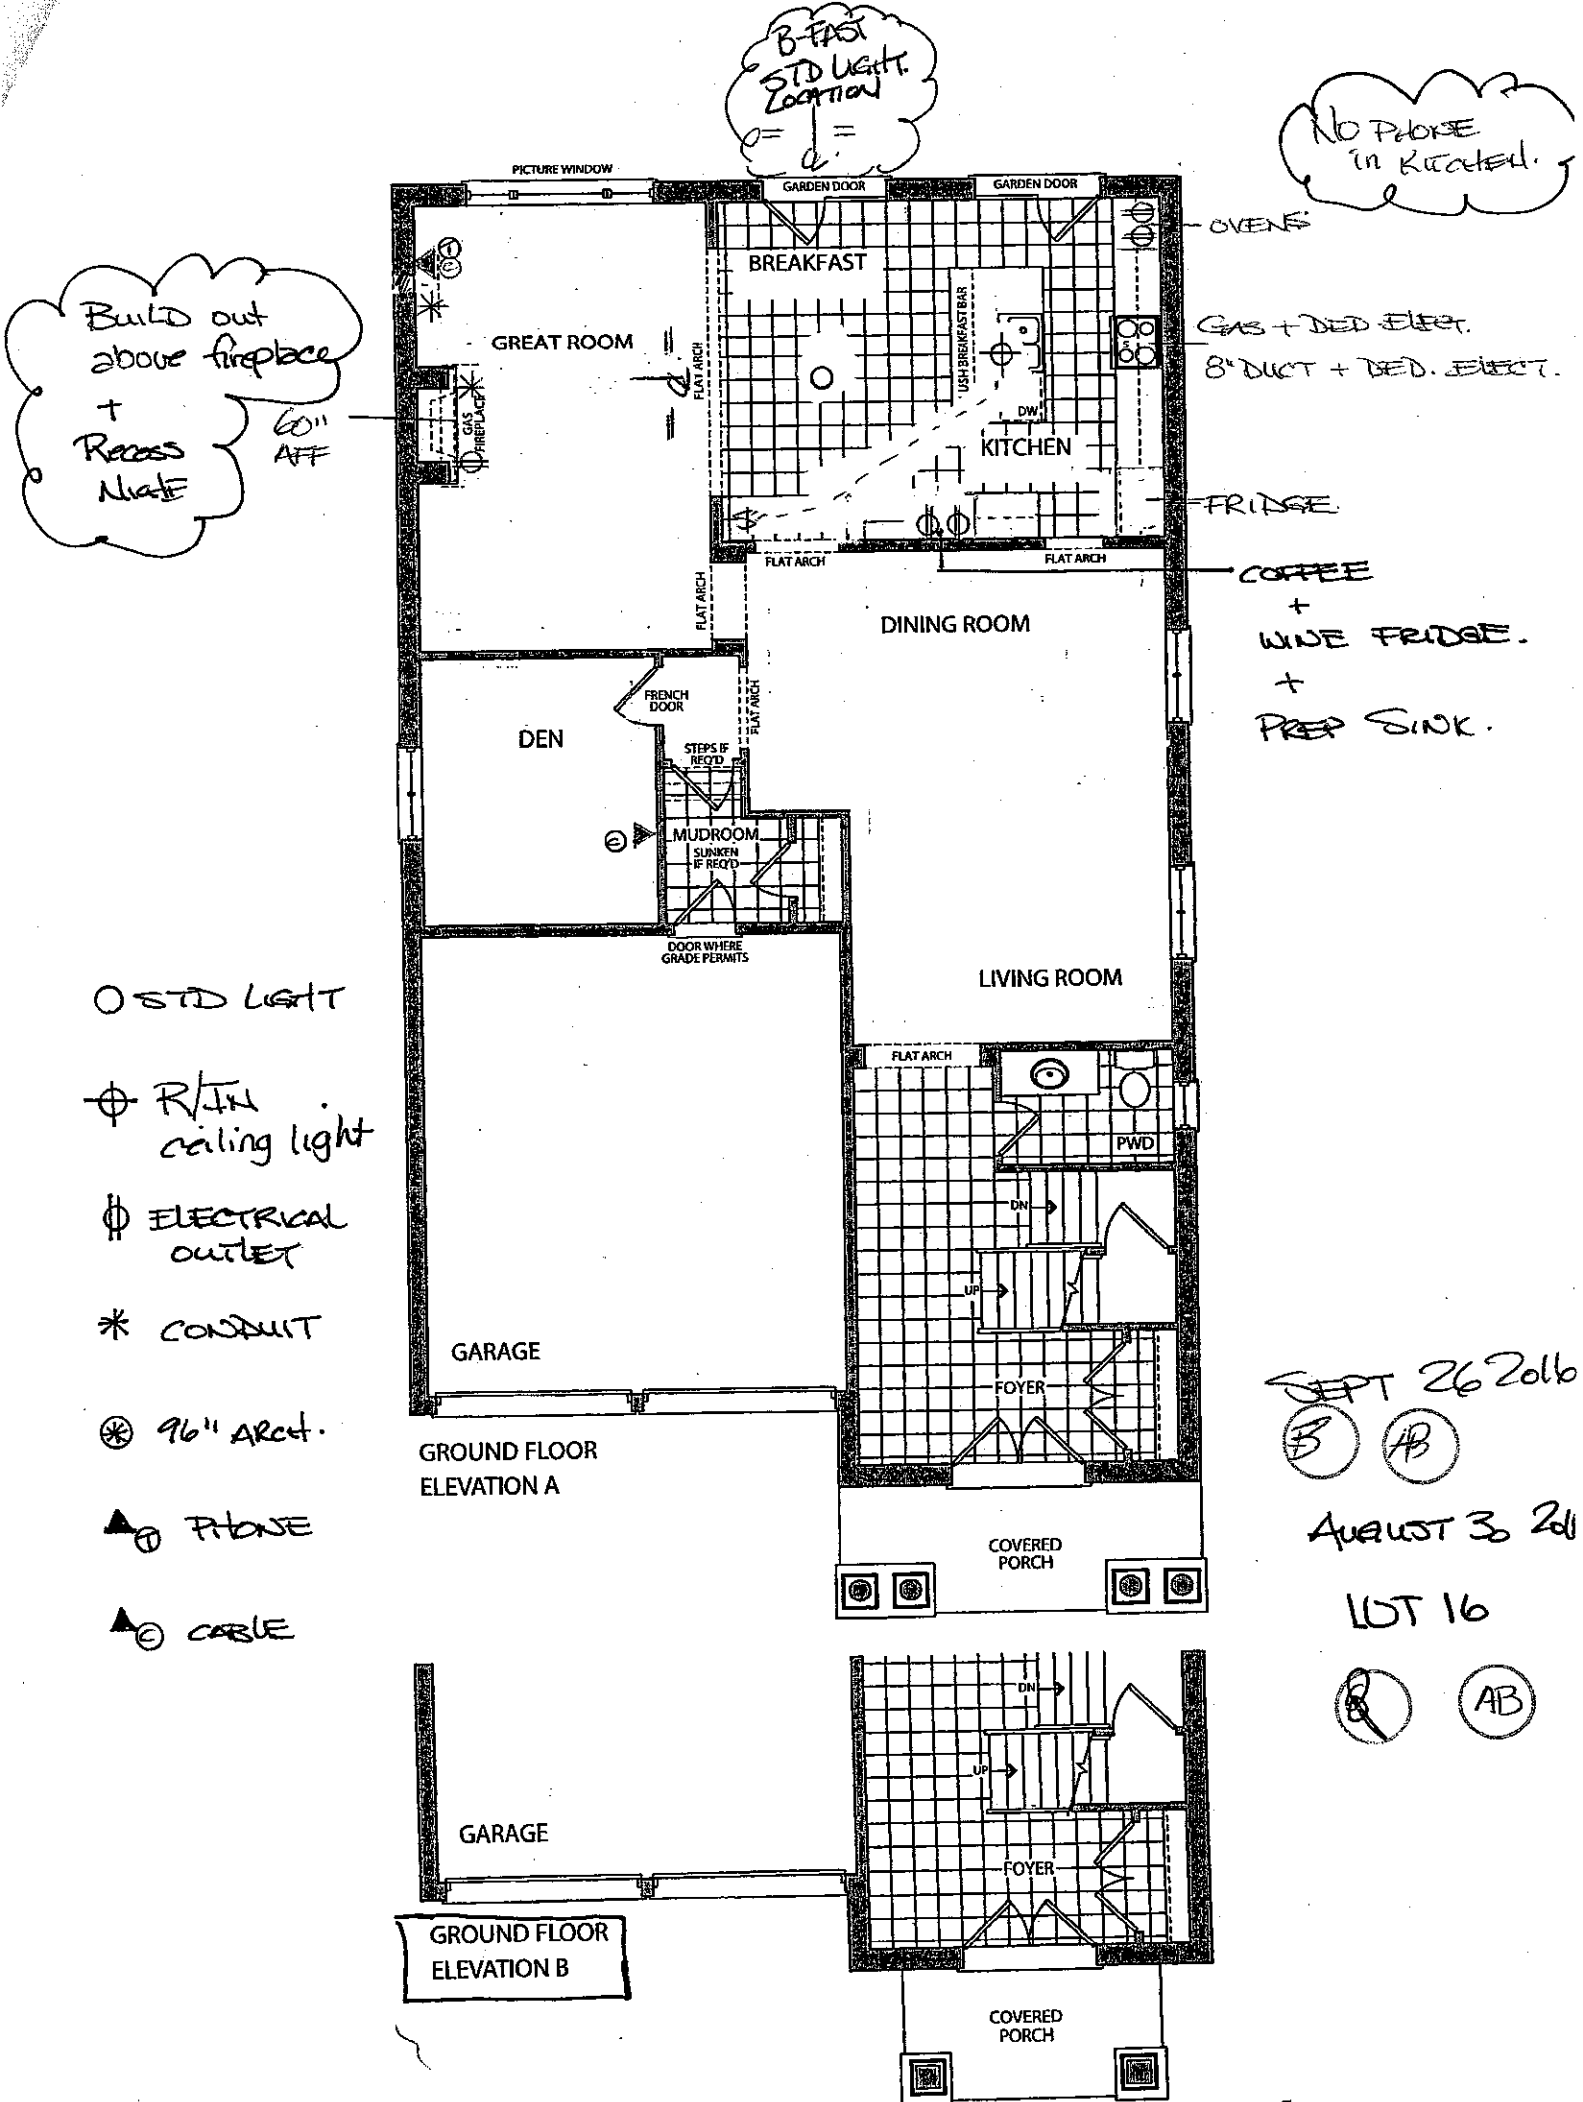 B-FAST
STD LIGHT.
LOCATION
NO PHONE
in KITCHEN.
PICTURE WINDOW
GARDEN DOOR
GARDEN DOOR
OVENS
BREAKFAST
T
C
BUILD out
above fireplace
+
Recess
60"
AFF
GREAT ROOM
FLAT ARCH
USH BREAKFAST BAR
GAS + DED ELECT.
8" DUCT + DED. ELECT.
GAS
FIREPLACE
DW
KITCHEN
FRIDGE
$
FLAT ARCH
FLAT ARCH
COFFEE
+
WINE FRIDGE.
+
PREP SINK.
FLAT ARCH
DINING ROOM
FRENCH
DOOR
FLAT ARCH
DEN
STEPS IF
REQ'D
C
MUDROOM
SUNKEN
IF REQ'D
DOOR WHERE
GRADE PERMITS
LIVING ROOM
STD LIGHT
R/IN
ceiling light
ELECTRICAL
OUTLET
CONDUIT
96" ARCH.
T PHONE
C CABLE
FLAT ARCH
PWD
DN
UP
GARAGE
FOYER
GROUND FLOOR
ELEVATION A
COVERED
PORCH
SEPT 26 2016
B AB
AUGUST 30
LOT 16
AB
DN
UP
GARAGE
FOYER
GROUND FLOOR
ELEVATION B
COVERED
PORCH